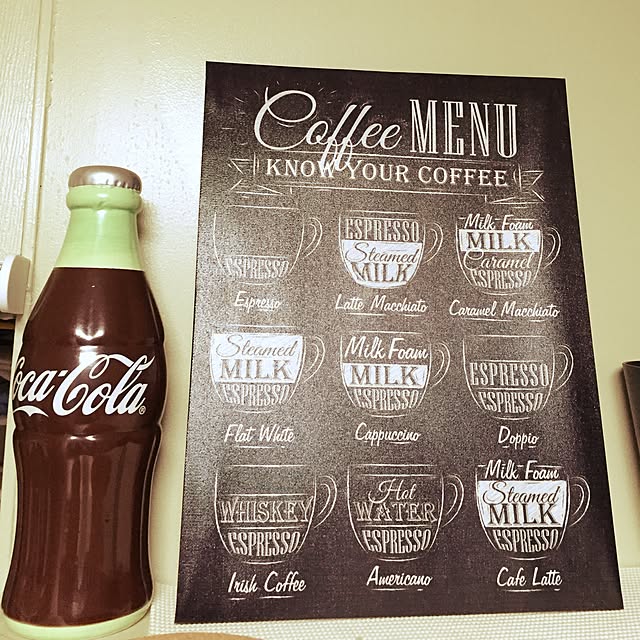 Coca-Cola®
Coffee MENU
KNOW YOUR COFFEE
ESPRESSO
Espresso
ESPRESSO
Steamed
MILK
Latte Macchiato
Milk Foam
MILK
Caramel
ESPRESSO
Caramel Macchiato
Steamed
MILK
ESPRESSO
Flat White
Milk Foam
MILK
ESPRESSO
Cappuccino
ESPRESSO
ESPRESSO
Doppio
WHISKEY
ESPRESSO
Irish Coffee
Hot
WATER
ESPRESSO
Americano
Milk Foam
Steamed
MILK
ESPRESSO
Cafe Latte